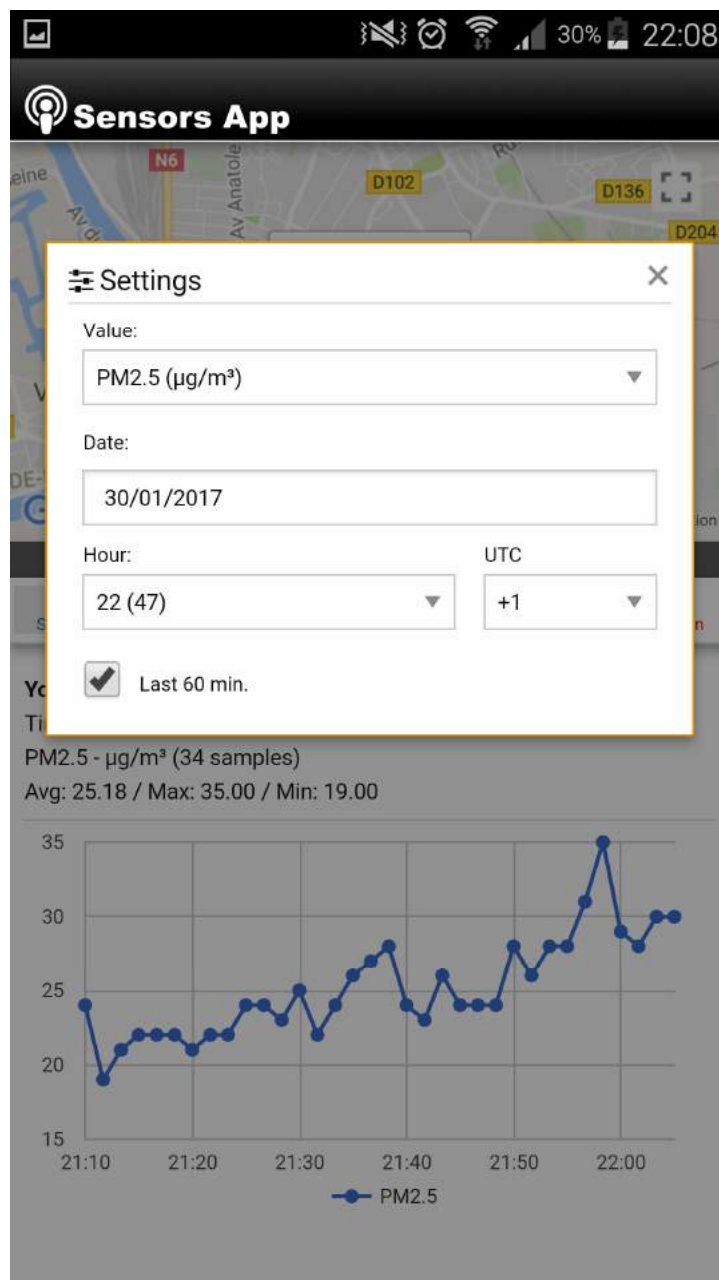 30% 22:08
Sensors App
eine
N6
Av Anatole
D102
D136
D204
Settings
Value:
PM2.5 (µg/m³)
Date:
30/01/2017
Hour:
UTC
22 (47)
+1
Last 60 min.
PM2.5 - µg/m³ (34 samples)
Avg: 25.18 / Max: 35.00 / Min: 19.00
35
30
25
20
15
21:10 21:20 21:30 21:40 21:50 22:00
PM2.5